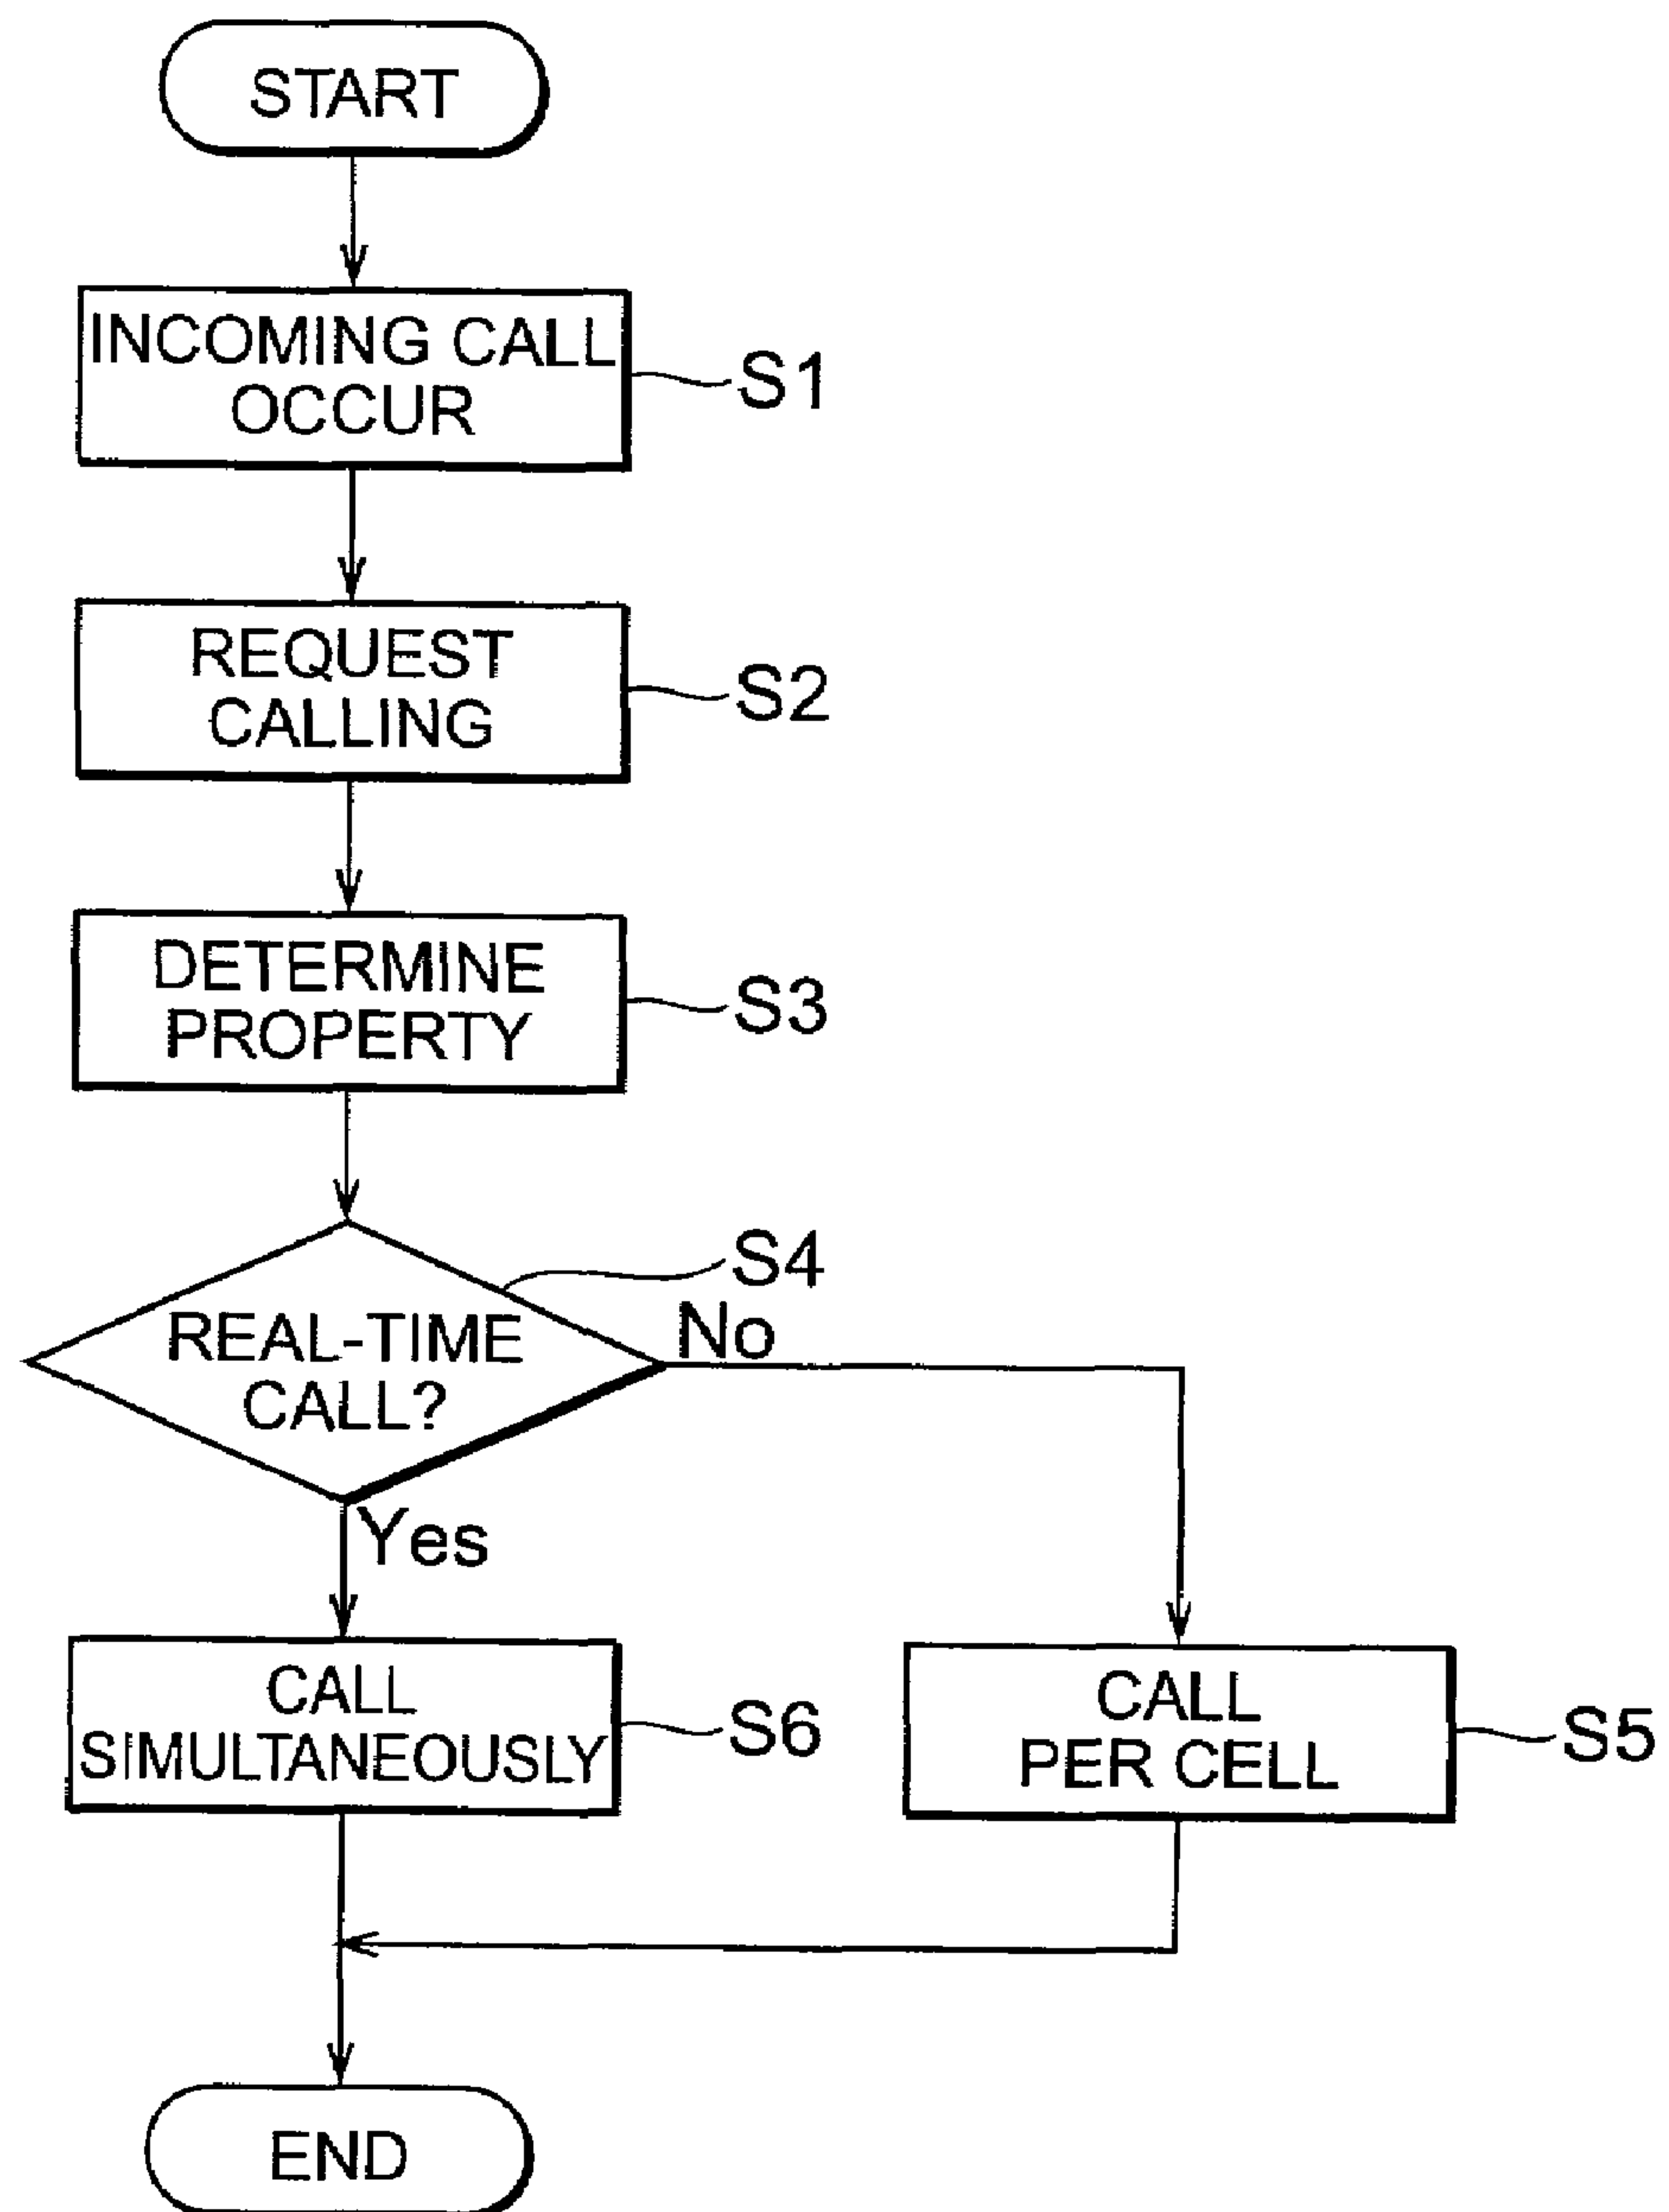 START
INCOMING CALL
OCCUR
S1
REQUEST
CALLING
S2
DETERMINE
PROPERTY
S3
S4
REAL-TIME
CALL?
No
Yes
CALL
SIMULTANEOUSLY
S6
CALL
PER CELL
S5
END